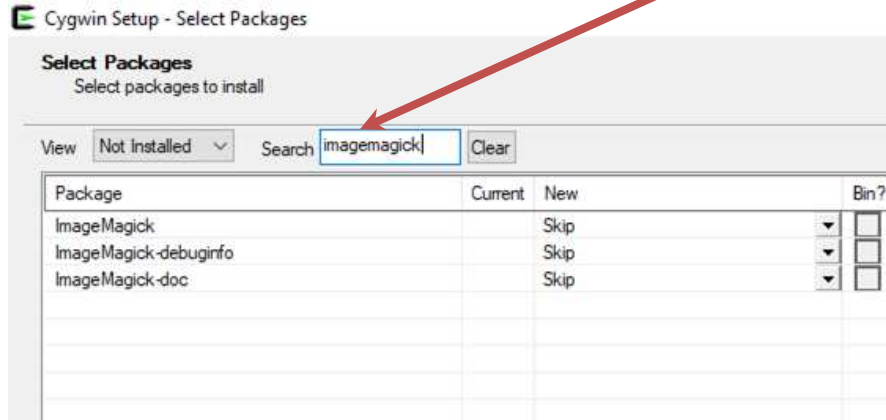 Cygwin Setup - Select Packages
Select Packages
Select packages to install
View Not Installed Search imagemagick Clear
Package Current New Bin?
ImageMagick Skip
ImageMagick-debuginfo Skip
ImageMagick-doc Skip